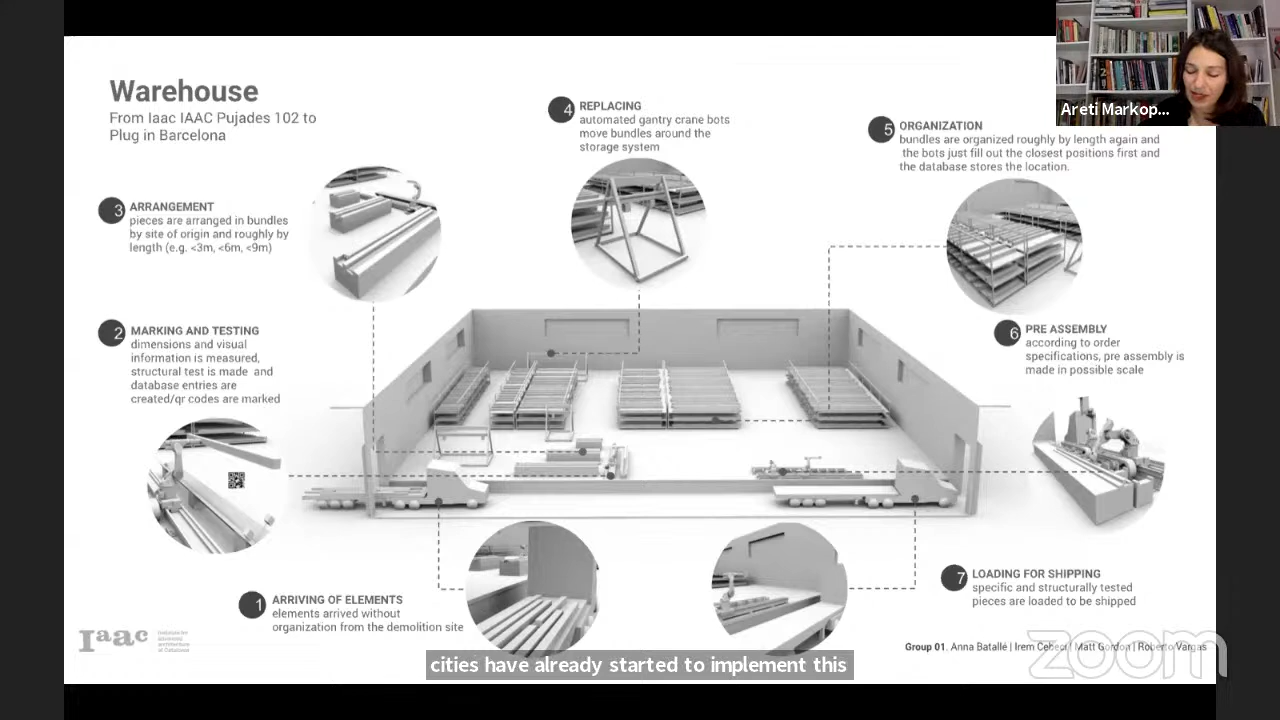 Warehouse
From Iaac IAAC Pujades 102 to
Plug in Barcelona
Areti Markop...
4 REPLACING
automated gantry crane bots
move bundles around the
storage system
5 ORGANIZATION
bundles are organized roughly by length again and
the bots just fill out the closest positions first and
the database stores the location.
3 ARRANGEMENT
pieces are arranged in bundles
by site of origin and roughly by
length (e.g. <3m, <6m, <9m)
2 MARKING AND TESTING
dimensions and visual
information is measured,
structural test is made and
database entries are
created/qr codes are marked
6 PRE ASSEMBLY
according to order
specifications, pre assembly is
made in possible scale
1 ARRIVING OF ELEMENTS
elements arrived without
organization from the demolition site
7 LOADING FOR SHIPPING
specific and structurally tested
pieces are loaded to be shipped
Iaac
Institute for
advanced
architecture
of Catalonia
Group 01. Anna Batallé | Irem Cebeci | Matt Gordon | Roberto Vargas
zoom
cities have already started to implement this